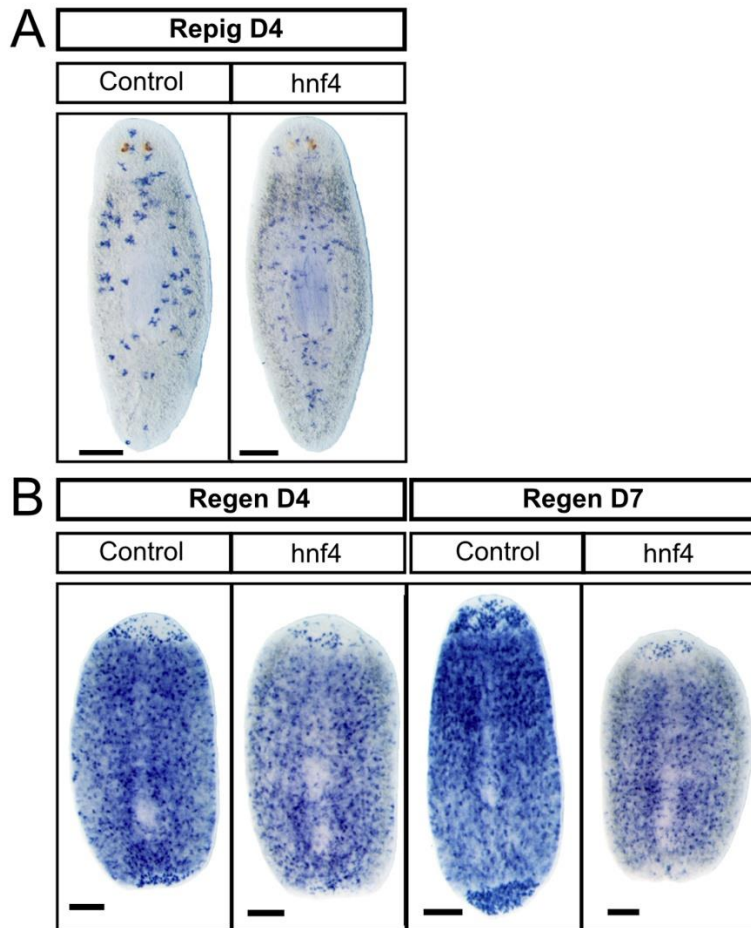 A
Repig D4
Control hnf4
B
Regen D4 Regen D7
Control hnf4 Control hnf4